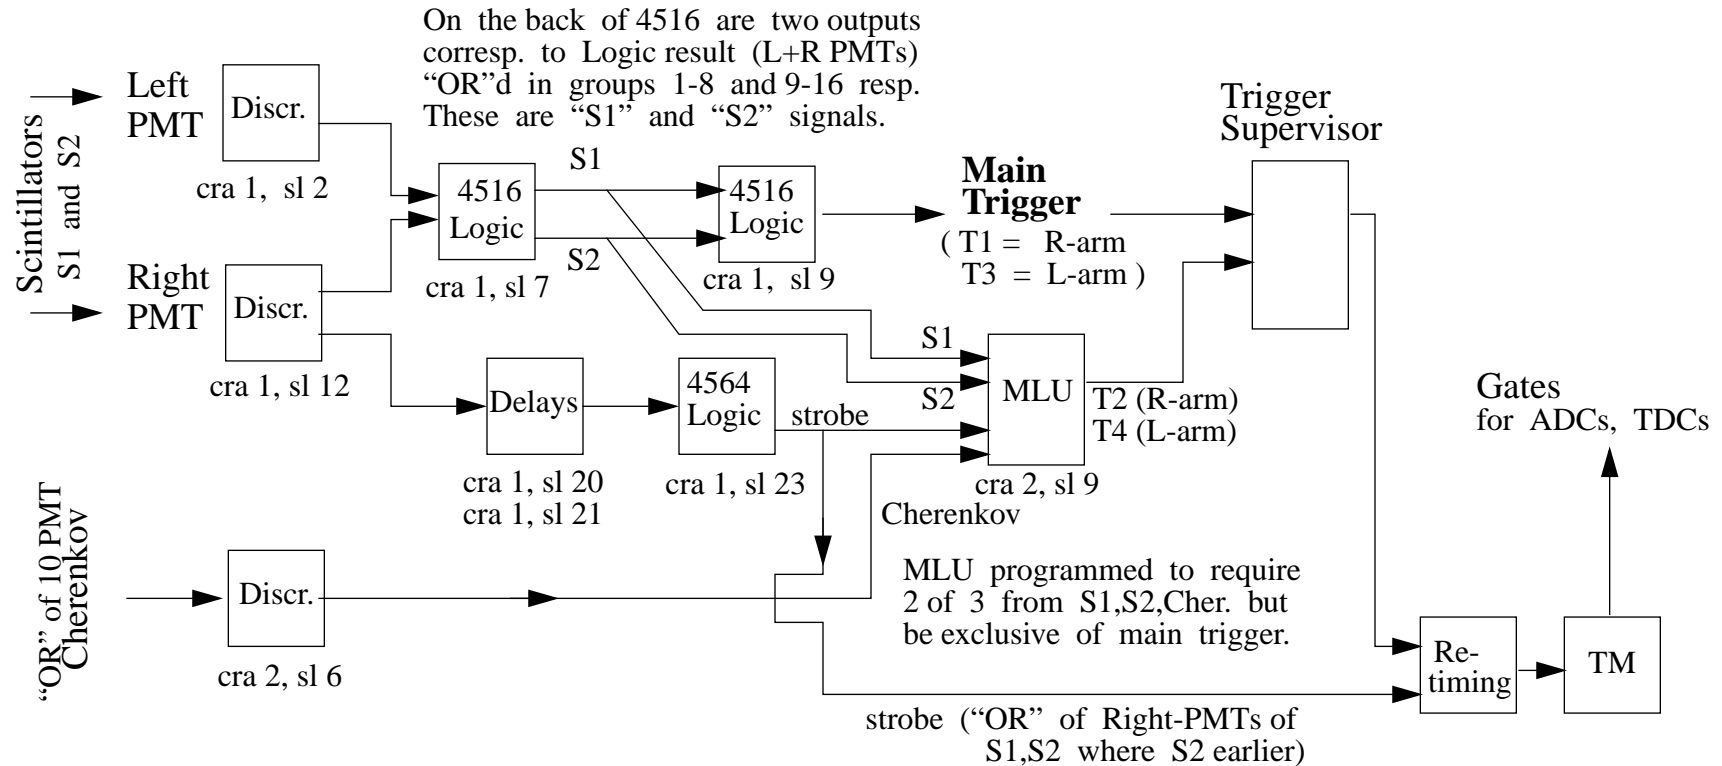 On the back of 4516 are two outputs
corresp. to Logic result (L+R PMTs)
“OR”d in groups 1-8 and 9-16 resp.
These are “S1” and “S2” signals.
Scintillators
S1 and S2
Left
PMT
Discr.
cra 1, sl 2
Right
PMT
Discr.
cra 1, sl 12
4516
Logic
cra 1, sl 7
S1
S2
4516
Logic
cra 1, sl 9
Main
Trigger
( T1 = R-arm
T3 = L-arm )
Trigger
Supervisor
Delays
cra 1, sl 20
cra 1, sl 21
4564
Logic
cra 1, sl 23
strobe
S1
S2
MLU
cra 2, sl 9
T2 (R-arm)
T4 (L-arm)
Cherenkov
Gates
for ADCs, TDCs
“OR” of 10 PMT
Cherenkov
Discr.
cra 2, sl 6
MLU programmed to require
2 of 3 from S1,S2,Cher. but
be exclusive of main trigger.
Re-
timing
TM
strobe (“OR” of Right-PMTs of
S1,S2 where S2 earlier)